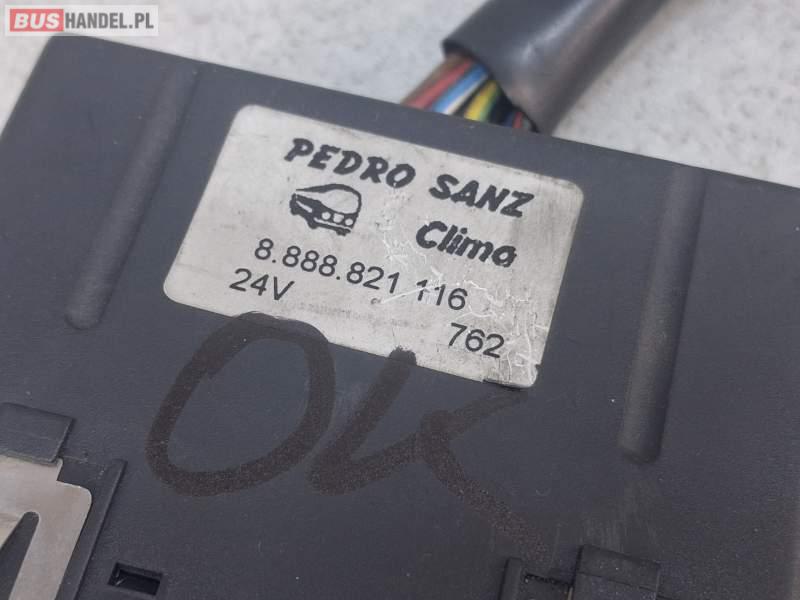 BUSHANDEL.PL
PEDRO SANZ
Clima
8.888.821 116
24V
762
OK